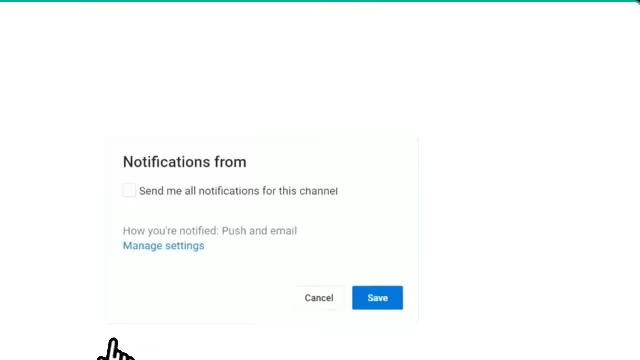 Notifications from
Send me all notifications for this channel
How you're notified: Push and email
Manage settings
Cancel
Save